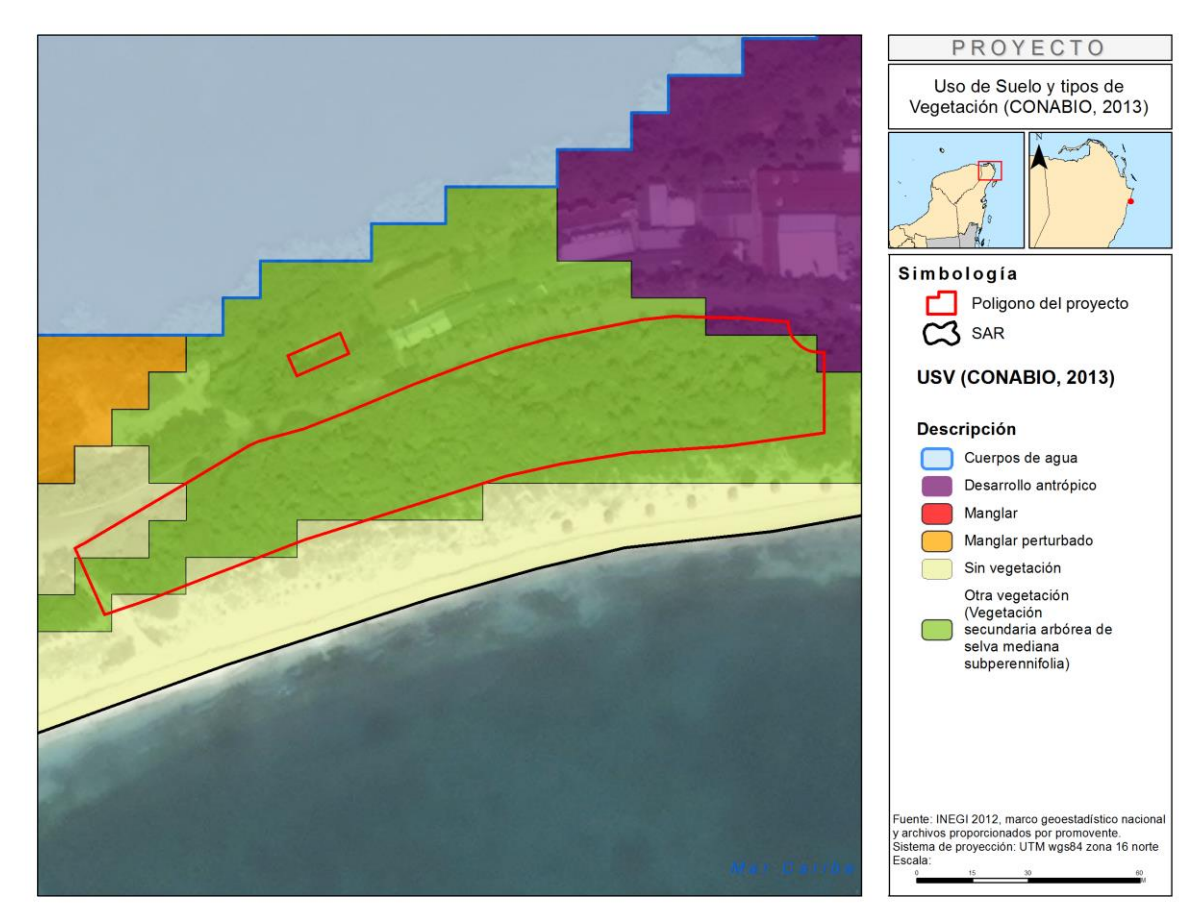 PROYECTO
Uso de Suelo y tipos de
Vegetación (CONABIO, 2013)
N
Simbología
Poligono del proyecto
SAR
USV (CONABIO, 2013)
Descripción
Cuerpos de agua
Desarrollo antrópico
Manglar
Manglar perturbado
Sin vegetación
Otra vegetación
(Vegetación
secundaria arbórea de
selva mediana
subperennifolia)
Fuente: INEGI 2012, marco geoestadístico nacional
y archivos proporcionados por promovente.
Sistema de proyección: UTM wgs84 zona 16 norte
Escala:
0 15 30 60
M
Mar Caribe